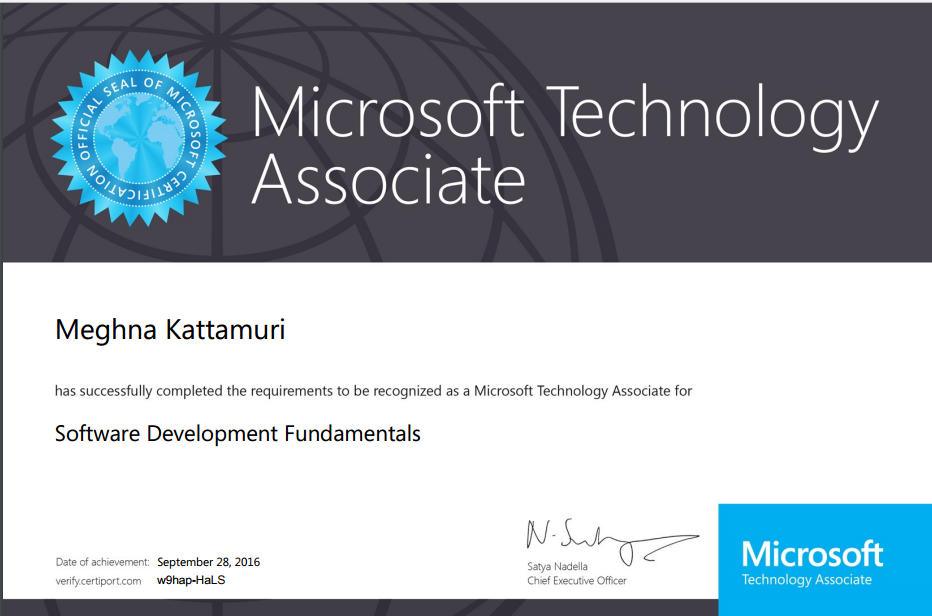 OFFICIAL SEAL OF MICROSOFT CERTIFICATION
Microsoft Technology
Associate
Meghna Kattamuri
has successfully completed the requirements to be recognized as a Microsoft Technology Associate for
Software Development Fundamentals
Date of achievement: September 28, 2016
verify.certiport.com w9hap-HaLS
Satya Nadella
Chief Executive Officer
Microsoft
Technology Associate